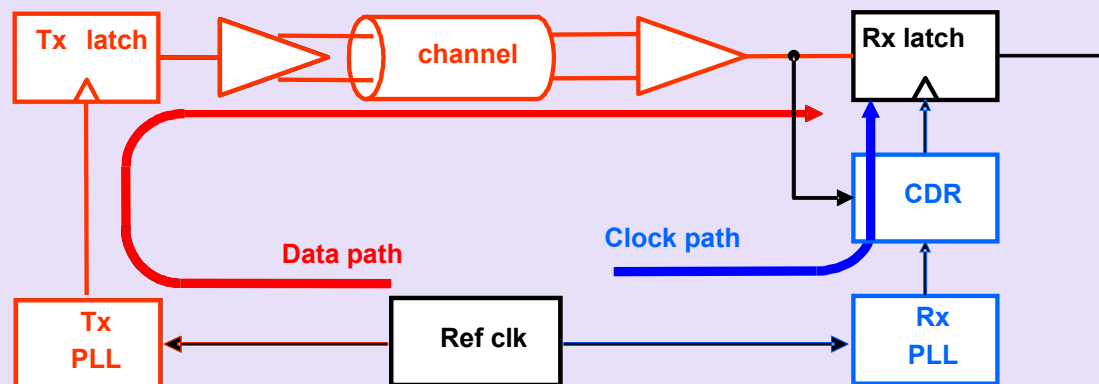 Tx latch
channel
Rx latch
CDR
Clock path
Data path
Tx
PLL
Ref clk
Rx
PLL